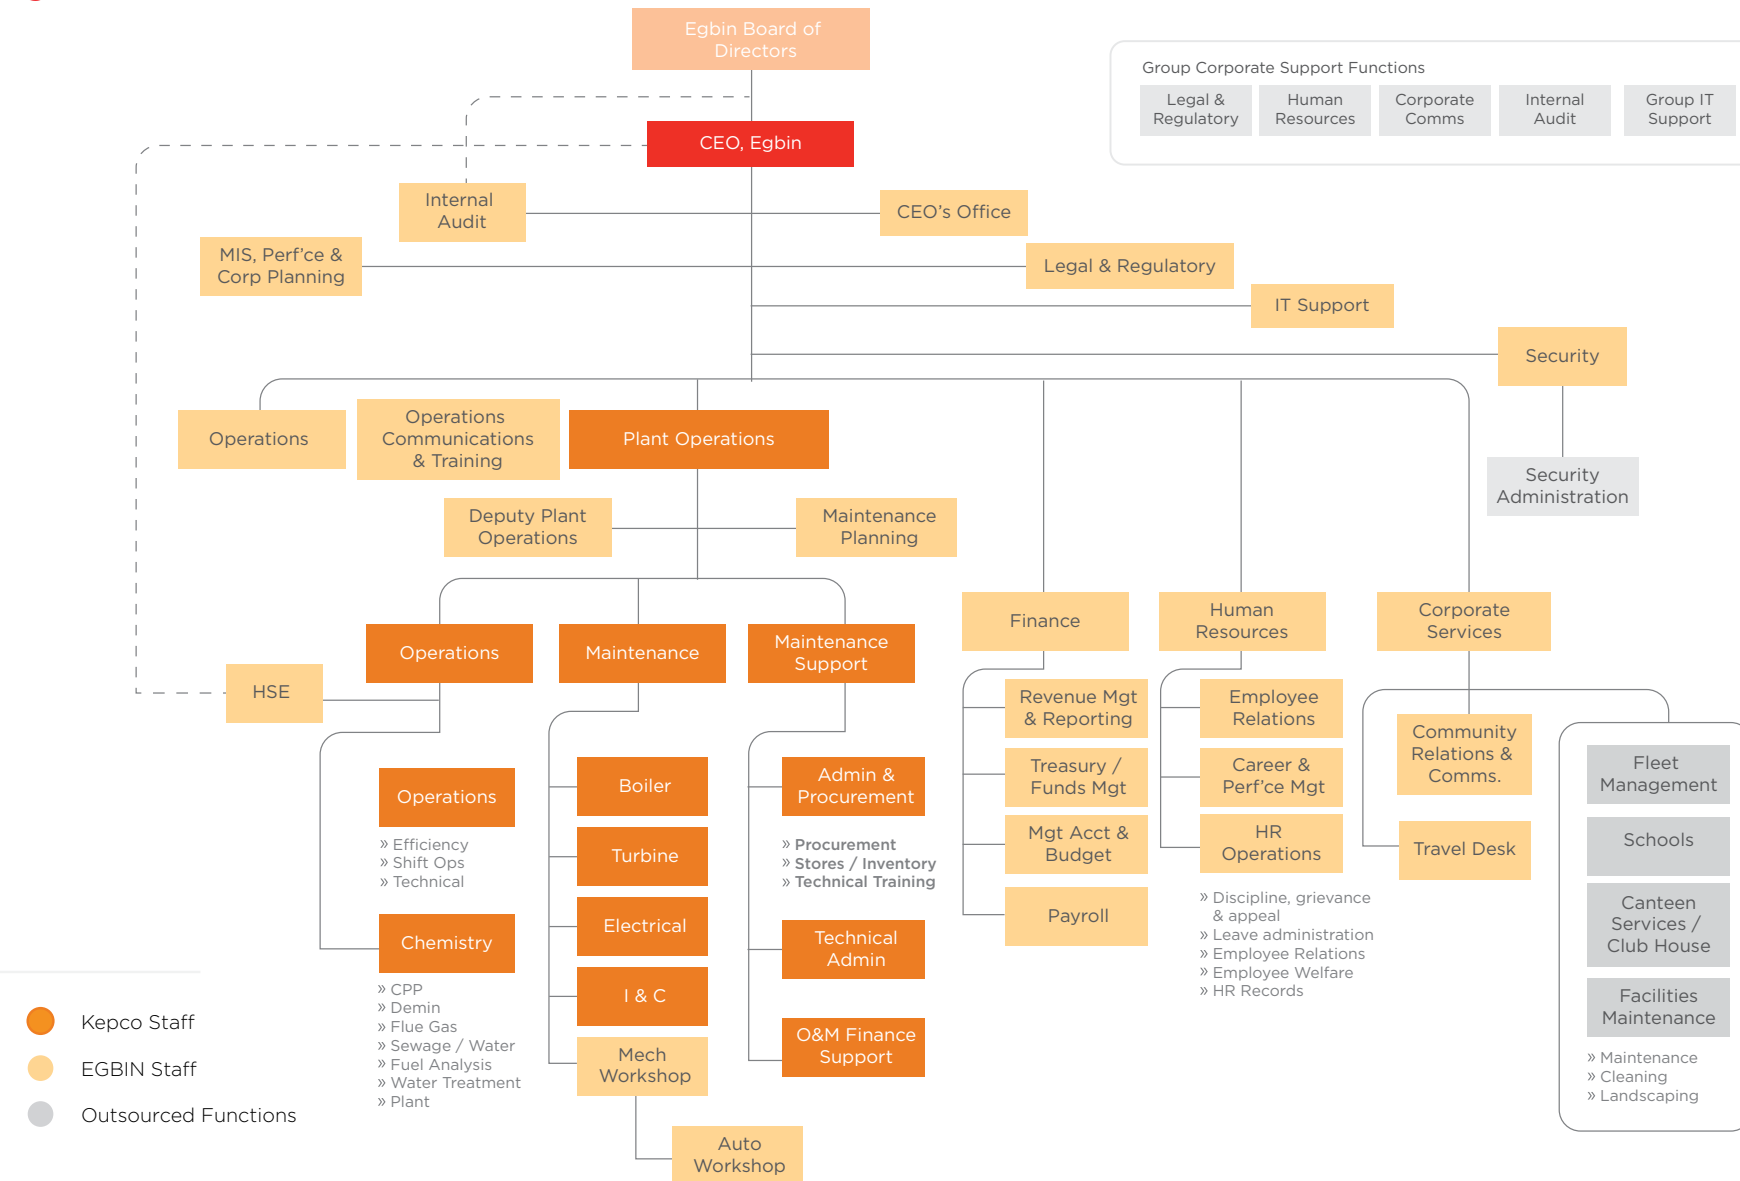 Egbin Board of
Directors
Group Corporate Support Functions
Legal &
Regulatory
Human
Resources
Corporate
Comms
Internal
Audit
Group IT
Support
CEO, Egbin
Internal
Audit
CEO's Office
MIS, Perf'ce &
Corp Planning
Legal & Regulatory
IT Support
Security
Operations
Operations
Communications
& Training
Plant Operations
Security
Administration
Deputy Plant
Operations
Maintenance
Planning
Operations
Maintenance
Maintenance
Support
Finance
Human
Resources
Corporate
Services
HSE
Operations
» Efficiency
» Shift Ops
» Technical
Chemistry
» CPP
» Demin
» Flue Gas
» Sewage / Water
» Fuel Analysis
» Water Treatment
» Plant
Boiler
Turbine
Electrical
I & C
Mech
Workshop
Auto
Workshop
Admin &
Procurement
» Procurement
» Stores / Inventory
» Technical Training
Technical
Admin
O&M Finance
Support
Revenue Mgt
& Reporting
Treasury /
Funds Mgt
Mgt Acct &
Budget
Payroll
Employee
Relations
Career &
Perf'ce Mgt
HR
Operations
» Discipline, grievance
& appeal
» Leave administration
» Employee Relations
» Employee Welfare
» HR Records
Community
Relations &
Comms.
Travel Desk
Fleet
Management
Schools
Canteen
Services /
Club House
Facilities
Maintenance
» Maintenance
» Cleaning
» Landscaping
Kepco Staff
EGBIN Staff
Outsourced Functions